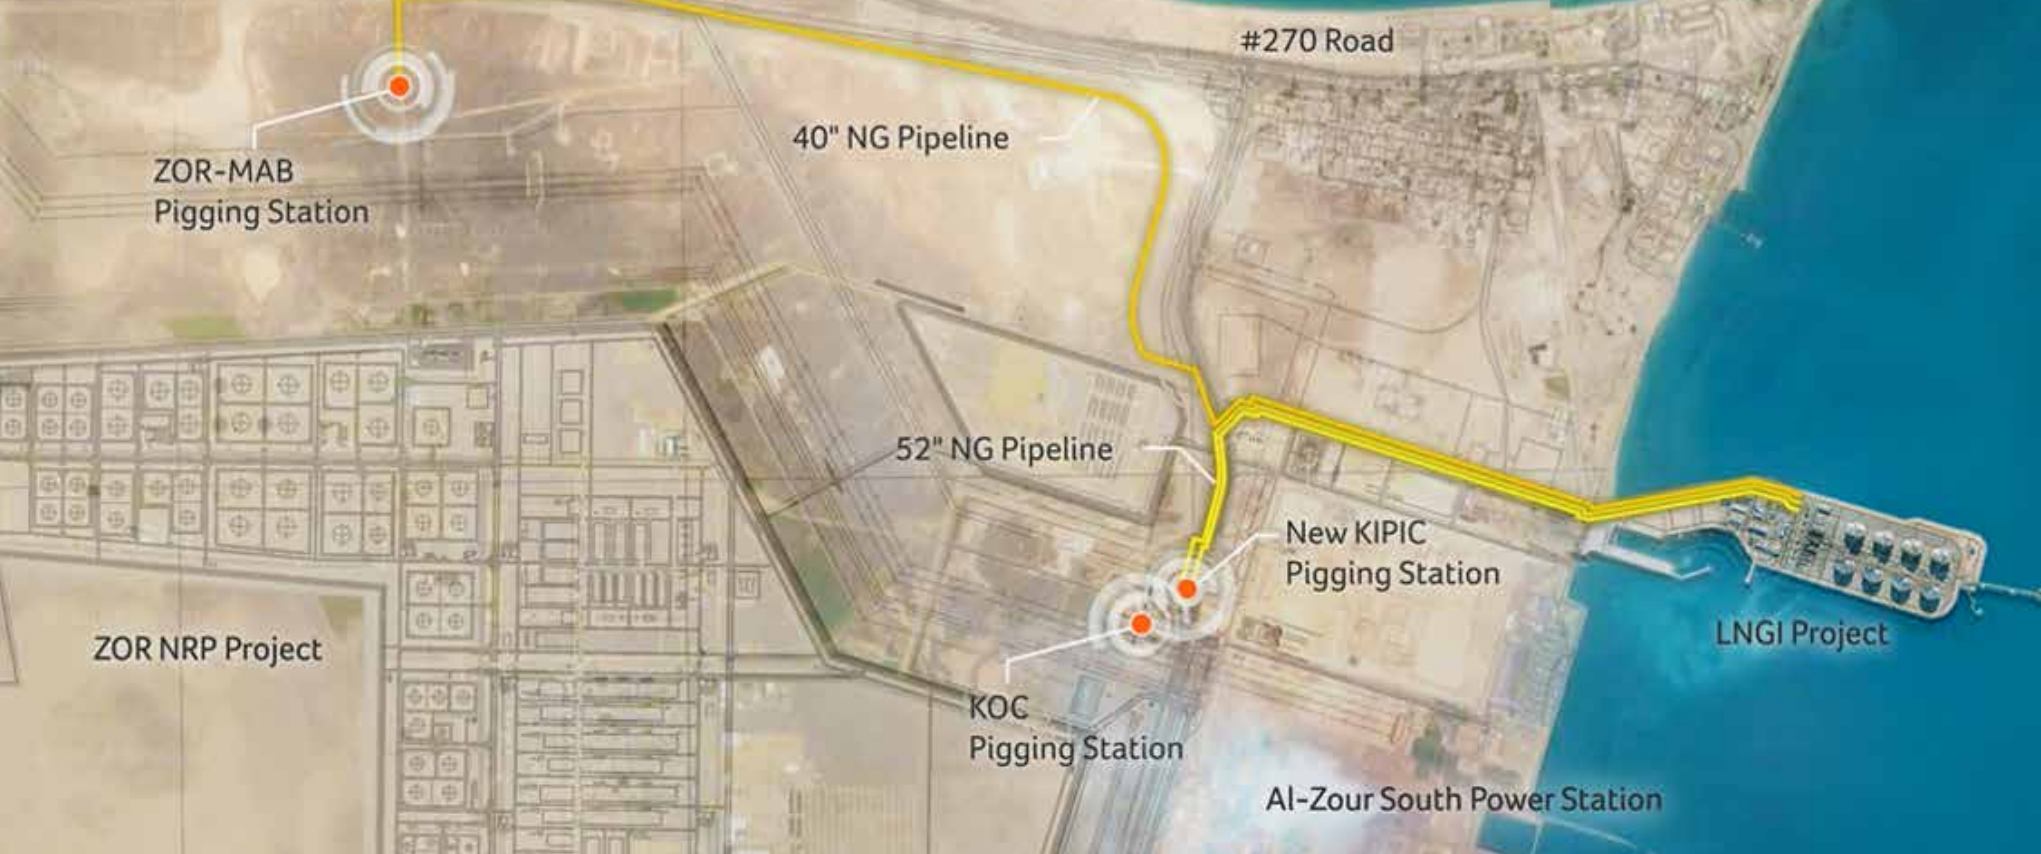 #270 Road
40" NG Pipeline
ZOR-MAB
Pigging Station
52" NG Pipeline
New KIPIC
Pigging Station
LNGI Project
ZOR NRP Project
KOC
Pigging Station
Al-Zour South Power Station